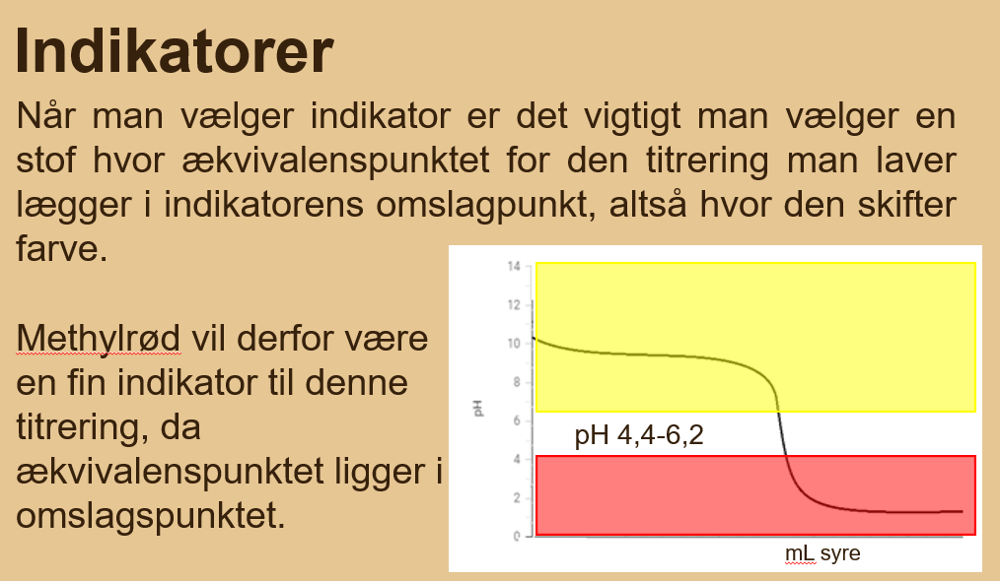 Indikatorer
Når man vælger indikator er det vigtigt man vælger en
stof hvor ækvivalenspunktet for den titrering man laver
lægger i indikatorens omslagpunkt, altså hvor den skifter
farve.
Methylrød vil derfor være
en fin indikator til denne
titrering, da
ækvivalenspunktet ligger i
omslagspunktet.
14
12
10
8
6
4
2
0
pH
pH 4,4-6,2
mL syre